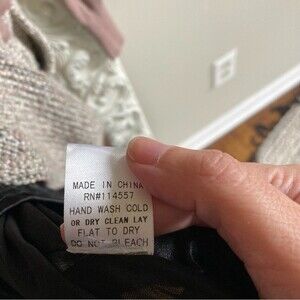 MADE IN CHINA
RN#114557
HAND WASH COLD
OR DRY CLEAN LAY
FLAT TO DRY
DO NOT BLEACH